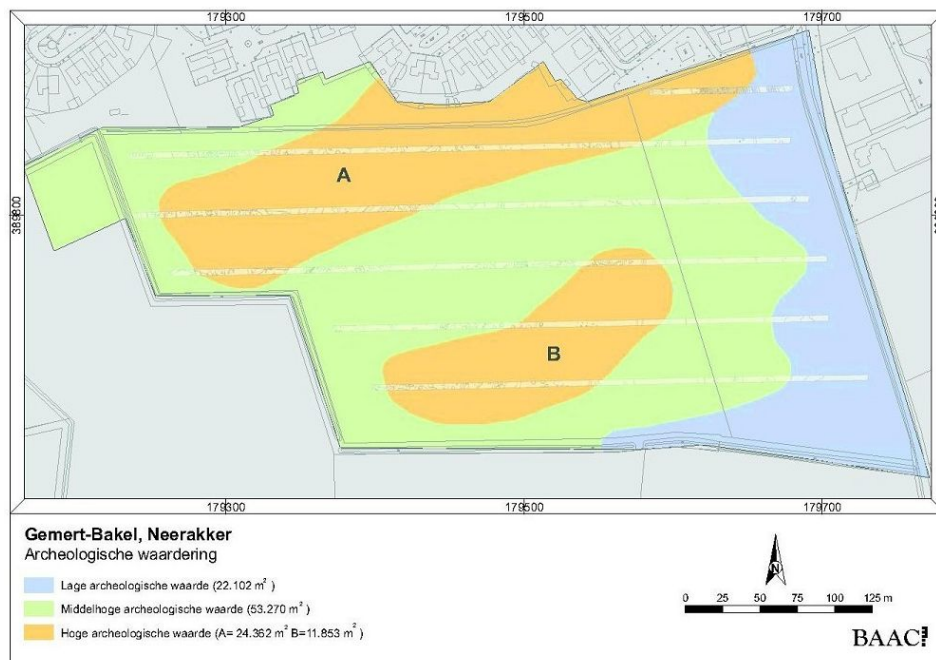 179300 179500 179700
389800
A
B
179300 179500 179700
Gemert-Bakel, Neerakker
Archeologische waardering
Lage archeologische waarde (22.102 m²)
Middelhoge archeologische waarde (53.270 m²)
Hoge archeologische waarde (A= 24.362 m² B=11.853 m²)
N
0 25 50 75 100 125 m
BAAC